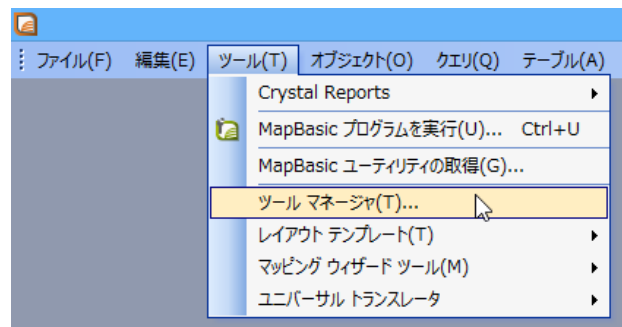 ファイル(F) 編集(E) ツール(T) オブジェクト(O) クエリ(Q) テーブル(A)
Crystal Reports
MapBasic プログラムを実行(U)... Ctrl+U
MapBasic ユーティリティの取得(G)...
ツール マネージャ(T)...
レイアウト テンプレート(T)
マッピング ウィザード ツール(M)
ユニバーサル トランスレータ